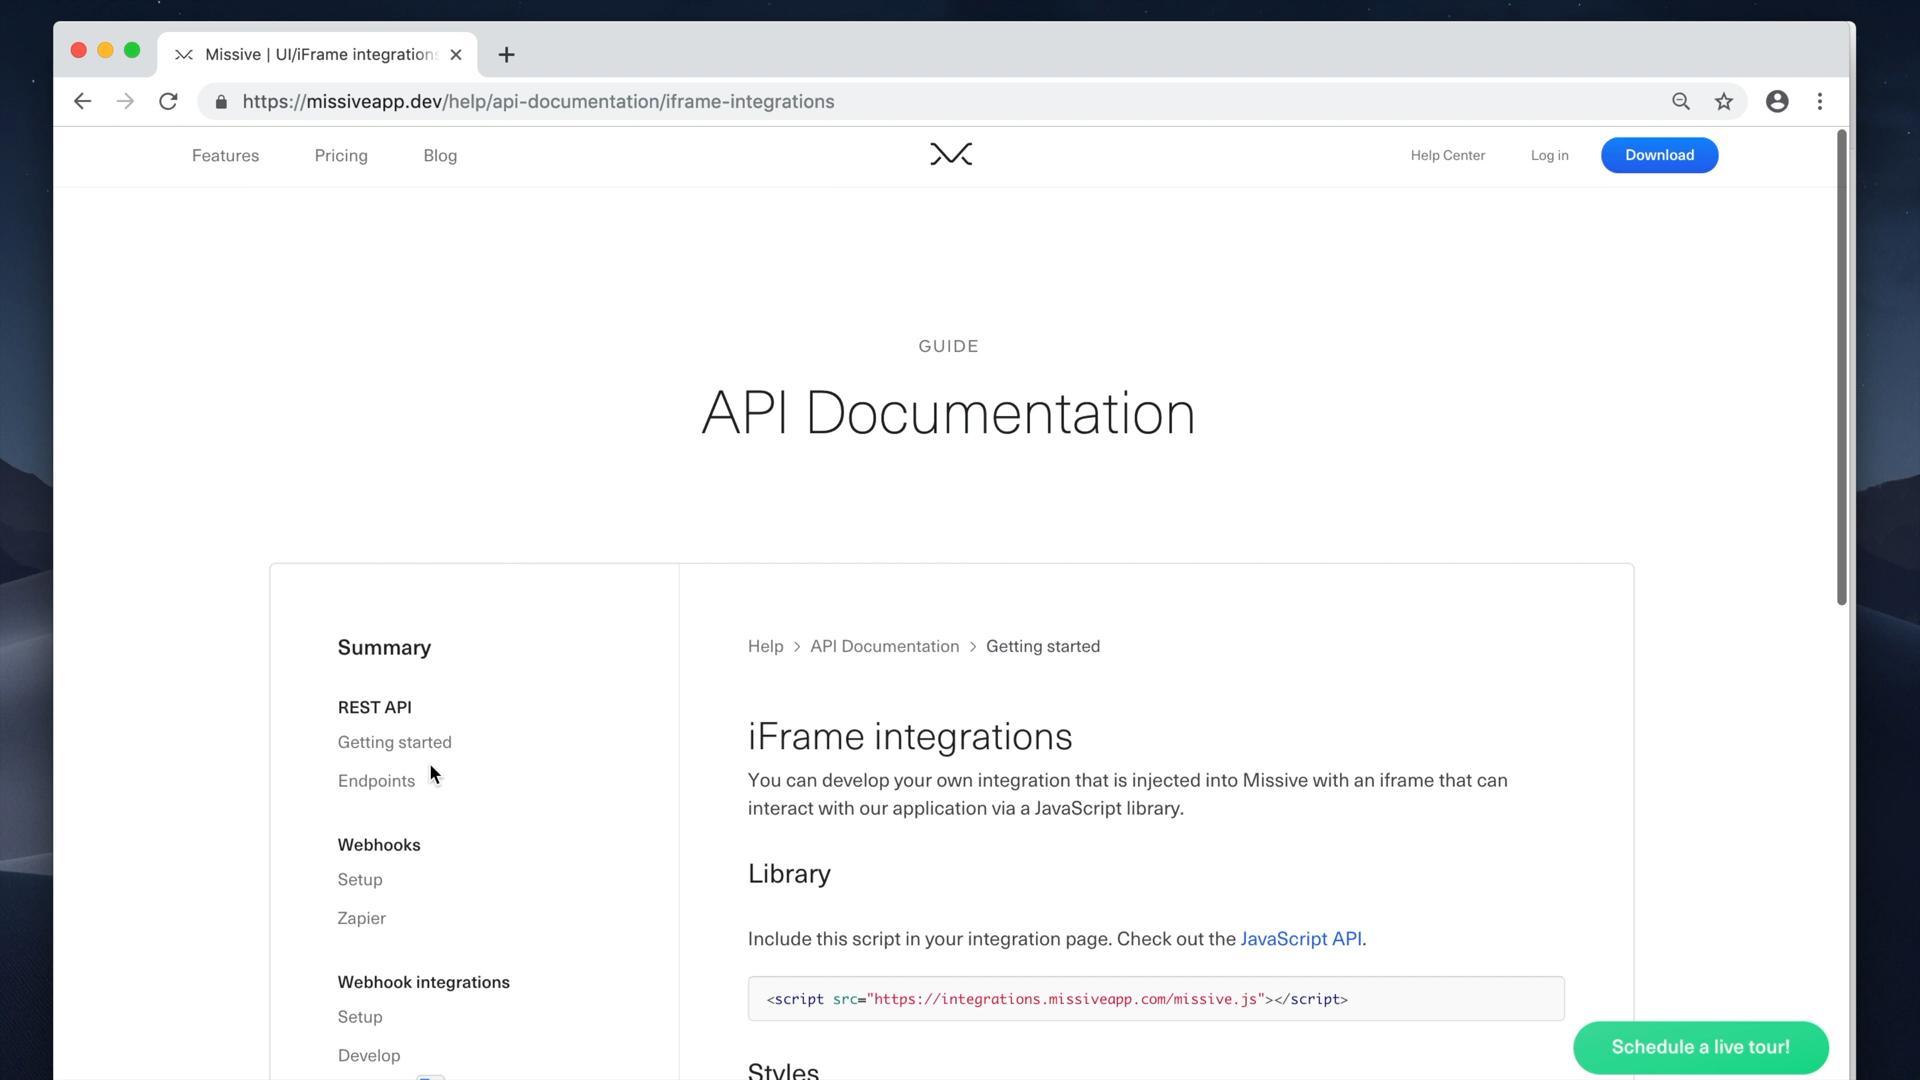 Missive | UI/iFrame integrations
https://missiveapp.dev/help/api-documentation/iframe-integrations
Features
Pricing
Blog
Help Center
Log in
Download
GUIDE
API Documentation
Summary
REST API
Getting started
Endpoints
Webhooks
Setup
Zapier
Webhook integrations
Setup
Develop
Help > API Documentation > Getting started
iFrame integrations
You can develop your own integration that is injected into Missive with an iframe that can
interact with our application via a JavaScript library.
Library
Include this script in your integration page. Check out the JavaScript API.
<script src="https://integrations.missiveapp.com/missive.js"></script>
Styles
Schedule a live tour!